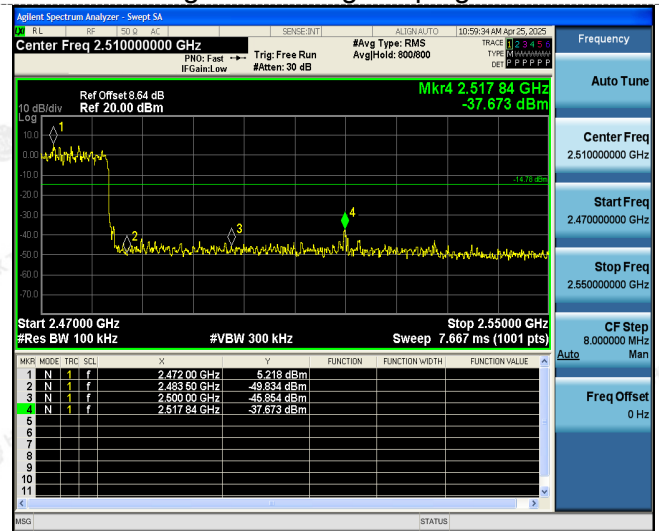 Agilent Spectrum Analyzer - Swept SA
LXI RL RF 50 Ω AC SENSE:INT ALIGN AUTO 10:59:34 AM Apr 25, 2025
Center Freq 2.510000000 GHz #Avg Type: RMS TRACE 1 2 3 4 5 6
PNO: Fast Trig: Free Run Avg|Hold: 800/800 TYPE M W W W W W
IFGain:Low #Atten: 30 dB DET P P P P P P
Ref Offset 8.64 dB Mkr4 2.517 84 GHz
10 dB/div Ref 20.00 dBm -37.673 dBm
Log
10.0
1
0.00
-10.0
-14.78 dBm
-20.0
-30.0
4
-40.0
2
3
-50.0
-60.0
-70.0
Start 2.47000 GHz Stop 2.55000 GHz
#Res BW 100 kHz #VBW 300 kHz Sweep 7.667 ms (1001 pts)
MKR MODE TRC SCL X Y FUNCTION FUNCTION WIDTH FUNCTION VALUE
1 N 1 f 2.472 00 GHz 5.218 dBm
2 N 1 f 2.483 50 GHz -49.834 dBm
3 N 1 f 2.500 00 GHz -45.854 dBm
4 N 1 f 2.517 84 GHz -37.673 dBm
5
6
7
8
9
10
11
MSG STATUS
Frequency
Auto Tune
Center Freq
2.510000000 GHz
Start Freq
2.470000000 GHz
Stop Freq
2.550000000 GHz
CF Step
8.000000 MHz
Auto Man
Freq Offset
0 Hz